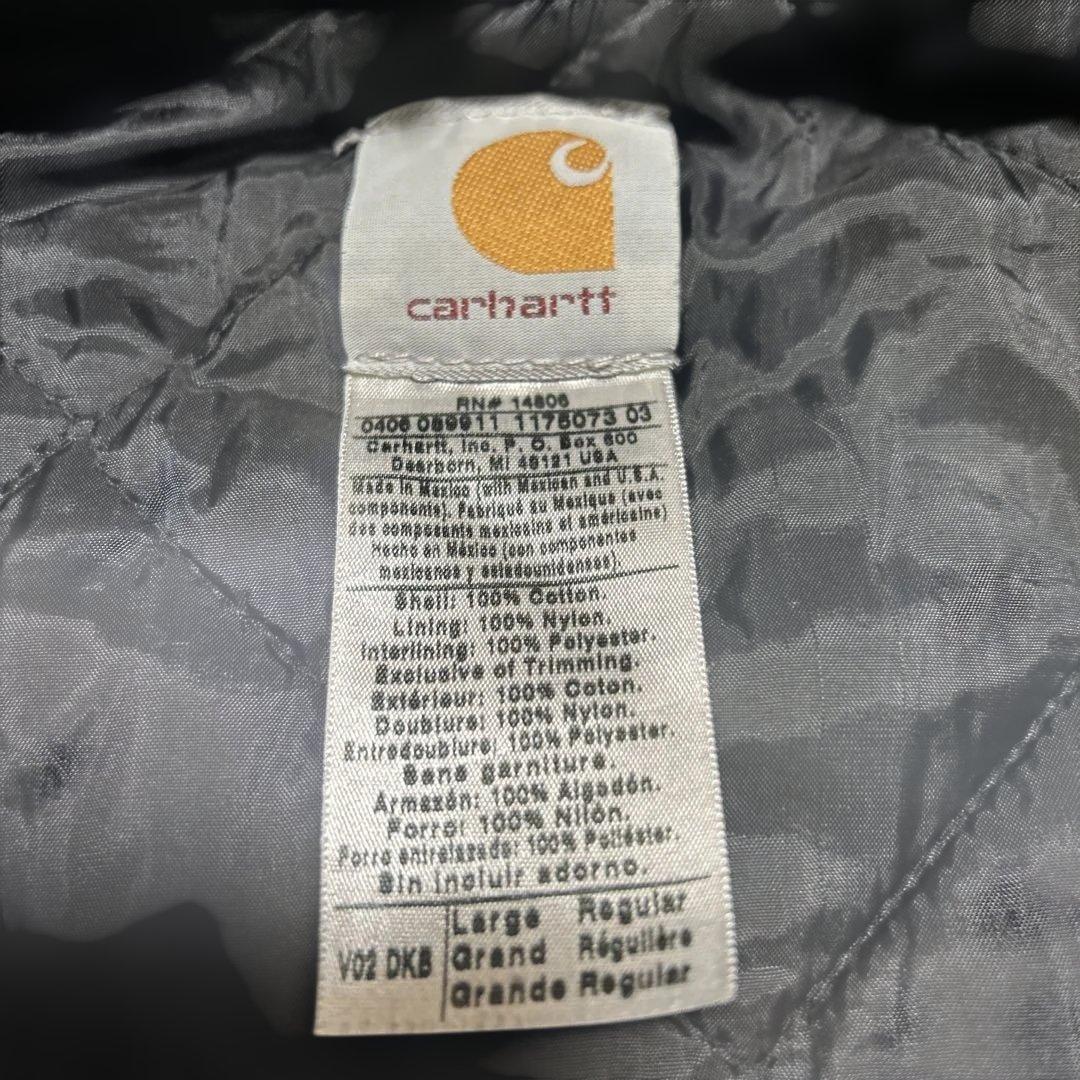 carhartt
RN# 14806
0406 089911 1176073 03
Carhartt, Inc. P. O. Box 600
Dearborn, MI 48121 USA
Made in Mexico (with Mexican and U.S.A.
components). Fabriqué au Mexique (avec
des composants mexicains et américains)
Hecho en México (con componentes
mexicanos y estadounidenses).
Shell: 100% Cotton.
Lining: 100% Nylon.
Interlining: 100% Polyester.
Exclusive of Trimming.
Extérieur: 100% Coton.
Doublure: 100% Nylon.
Entredoublure: 100% Polyester.
Sans garniture.
Armazón: 100% Algodón.
Forro: 100% Nilón.
Forro entrelazado: 100% Poliéster.
Sin incluir adorno.
V02 DKB
Large Regular
Grand Régulière
Grande Regular